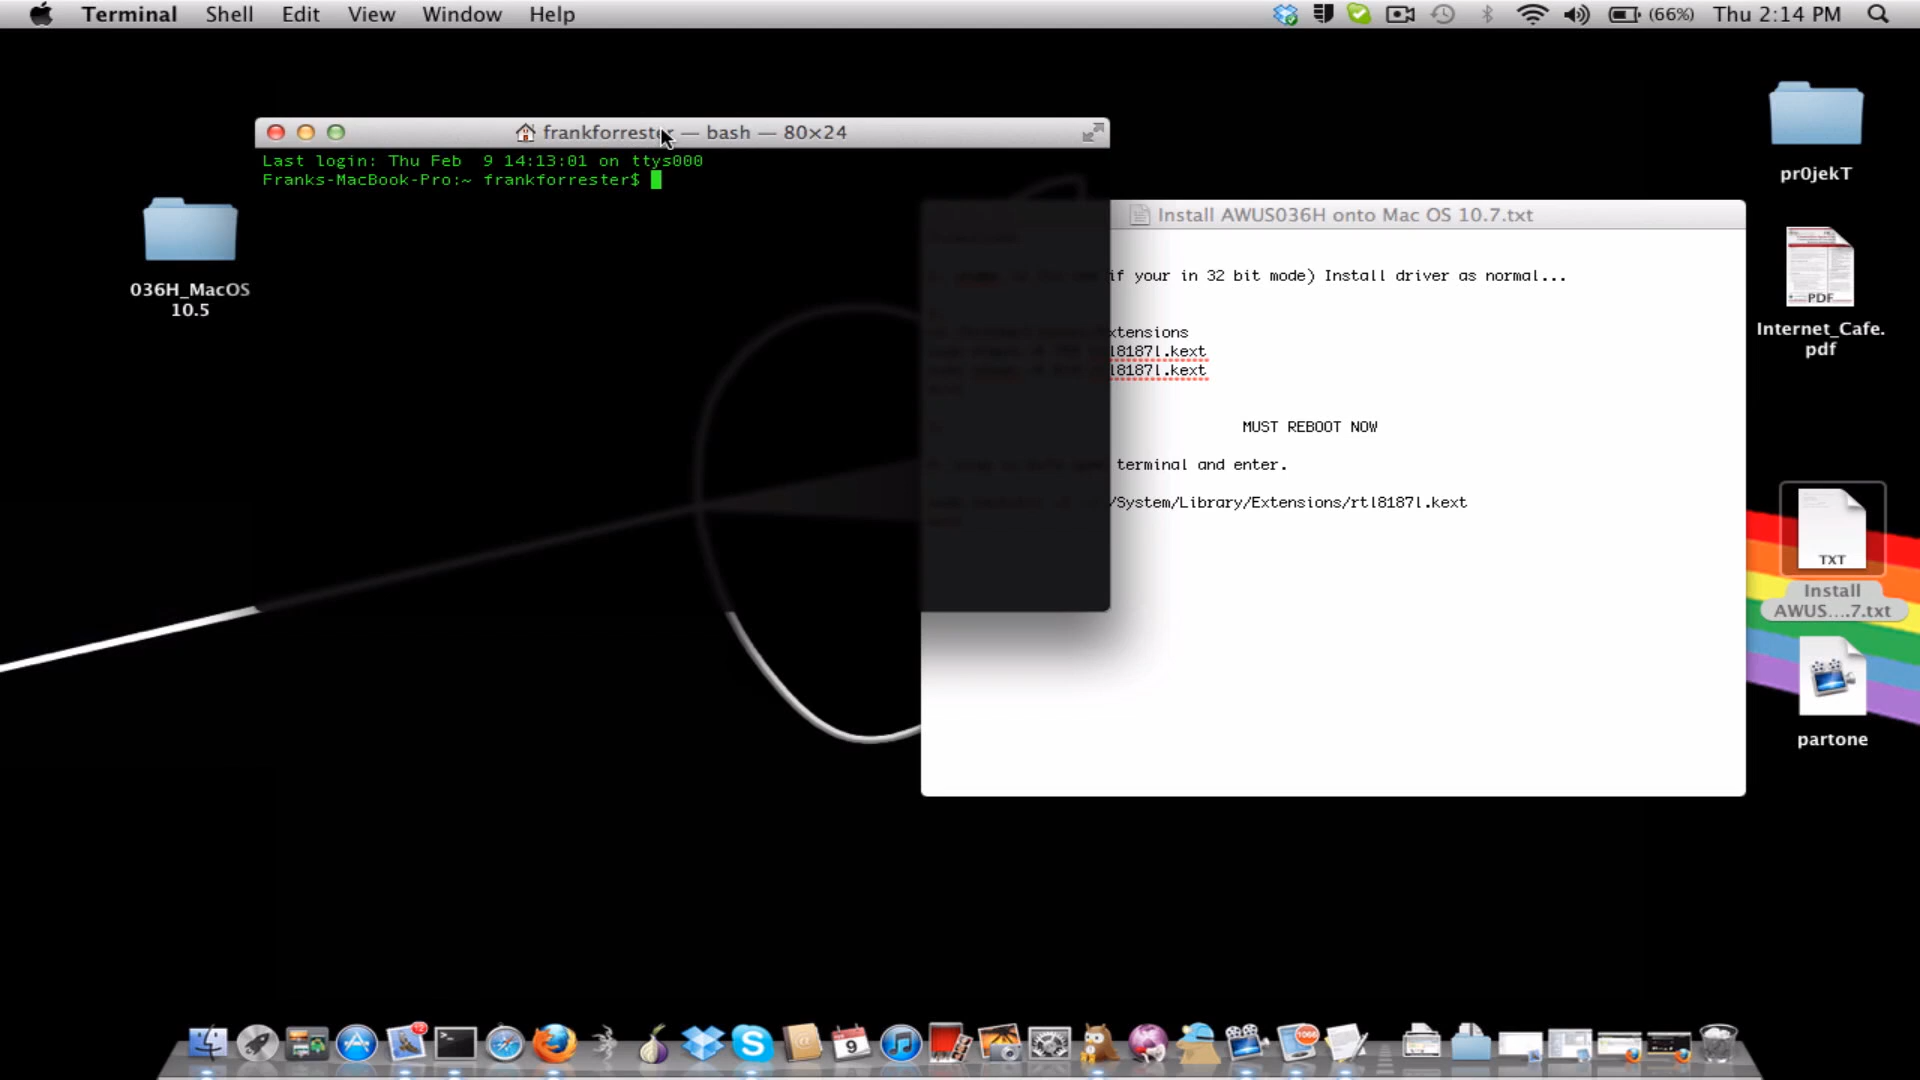 Terminal Shell Edit View Window Help (66%) Thu 2:14 PM
frankforrester — bash — 80×24
Last login: Thu Feb  9 14:13:01 on ttys000
Franks-MacBook-Pro:~ frankforrester$
036H_MacOS
10.5
Install AWUS036H onto Mac OS 10.7.txt
if your in 32 bit mode) Install driver as normal...
xtensions
l8187l.kext
l8187l.kext
MUST REBOOT NOW
terminal and enter.
/System/Library/Extensions/rtl8187l.kext
pr0jekT
PDF
Internet_Cafe.
pdf
TXT
Install
AWUS....7.txt
partone
9
1066